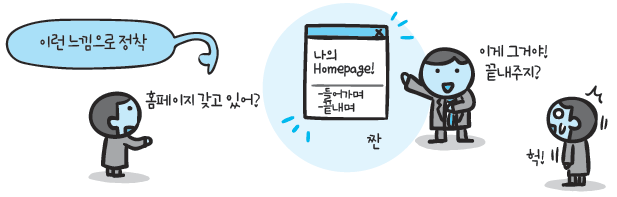 이런 느낌으로 정착
홈페이지 갖고 있어?
나의
Homepage!
-들어가며
-끝내며
짠
이게 그거야!
끝내주지?
헉!